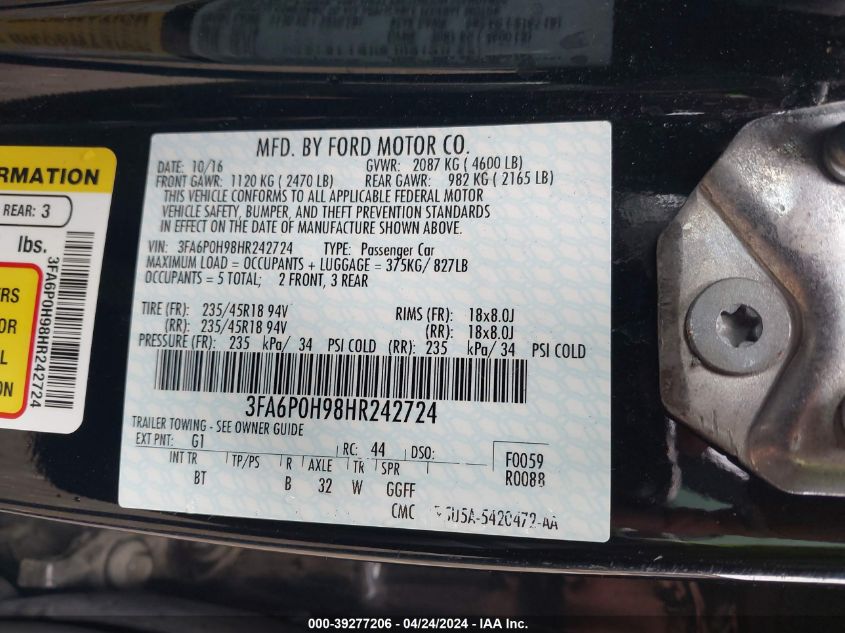 MFD. BY FORD MOTOR CO.
DATE: 10/16 GVWR: 2087 KG ( 4600 LB)
FRONT GAWR: 1120 KG ( 2470 LB) REAR GAWR: 982 KG ( 2165 LB)
THIS VEHICLE CONFORMS TO ALL APPLICABLE FEDERAL MOTOR
VEHICLE SAFETY, BUMPER, AND THEFT PREVENTION STANDARDS
IN EFFECT ON THE DATE OF MANUFACTURE SHOWN ABOVE.
VIN: 3FA6P0H98HR242724 TYPE: Passenger Car
MAXIMUM LOAD = OCCUPANTS + LUGGAGE = 375KG/ 827LB
OCCUPANTS = 5 TOTAL; 2 FRONT, 3 REAR
TIRE (FR): 235/45R18 94V RIMS (FR): 18x8.0J
(RR): 235/45R18 94V (RR): 18x8.0J
PRESSURE (FR): 235 kPa/ 34 PSI COLD (RR): 235 kPa/ 34 PSI COLD
3FA6P0H98HR242724
TRAILER TOWING - SEE OWNER GUIDE
EXT PNT: G1 RC: 44 DSO: F0059
INT TR TP/PS R AXLE TR SPR R0088
BT B 32 W GGFF
CMC 5420472-AA
REAR: 3
lbs.
3FA6P0H98HR242724
000-39277206 - 04/24/2024 - IAA Inc.